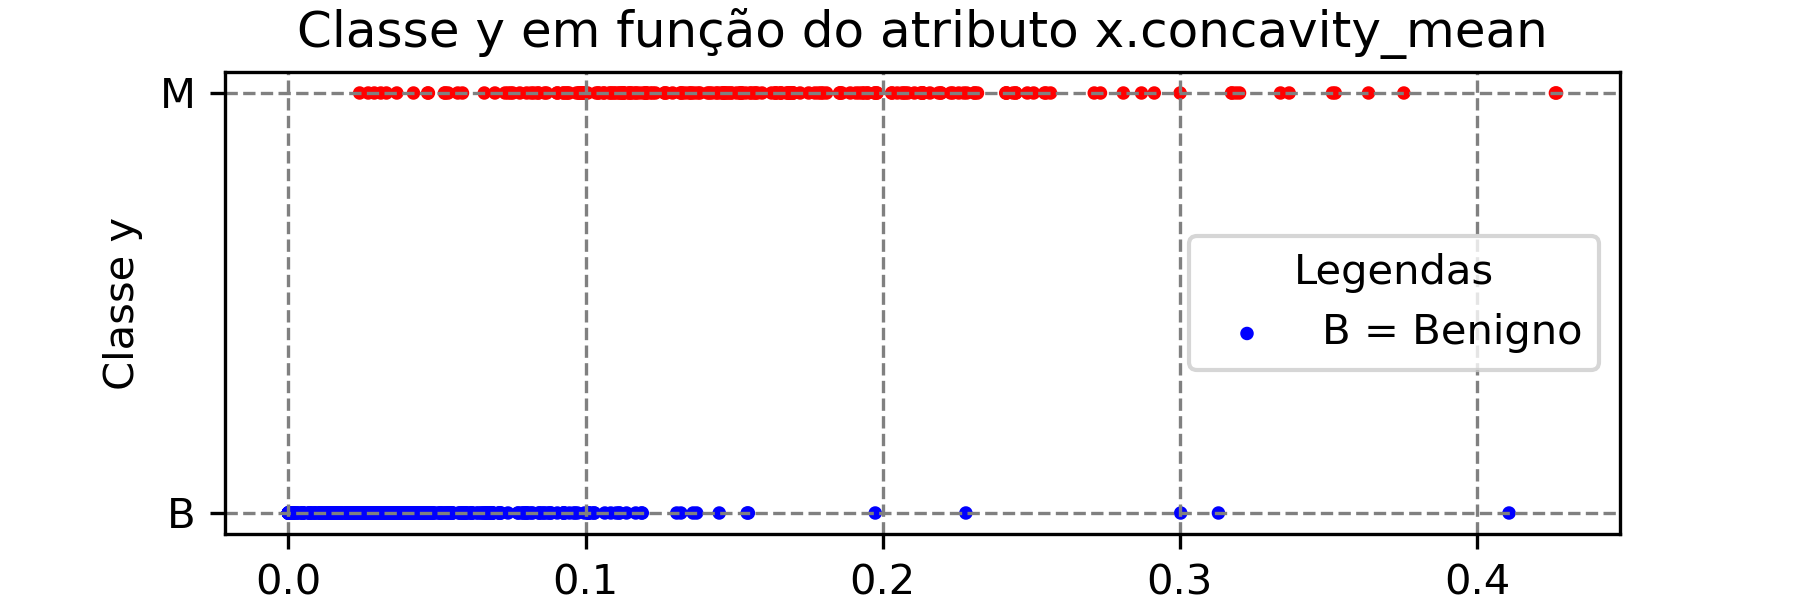 Classe y em função do atributo x.concavity_mean
M
Classe y
Legendas
B = Benigno
B
0.0 0.1 0.2 0.3 0.4